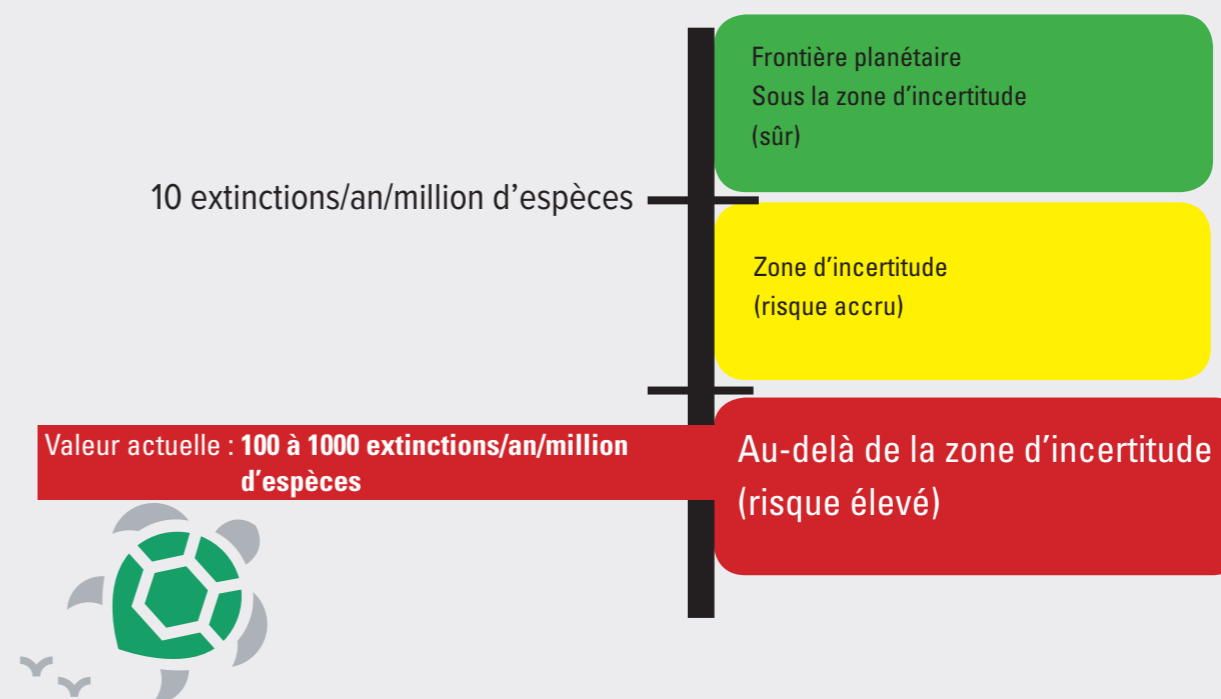 Frontière planétaire
Sous la zone d'incertitude
(sûr)
10 extinctions/an/million d'espèces
Zone d'incertitude
(risque accru)
Valeur actuelle : 100 à 1000 extinctions/an/million
d'espèces
Au-delà de la zone d'incertitude
(risque élevé)